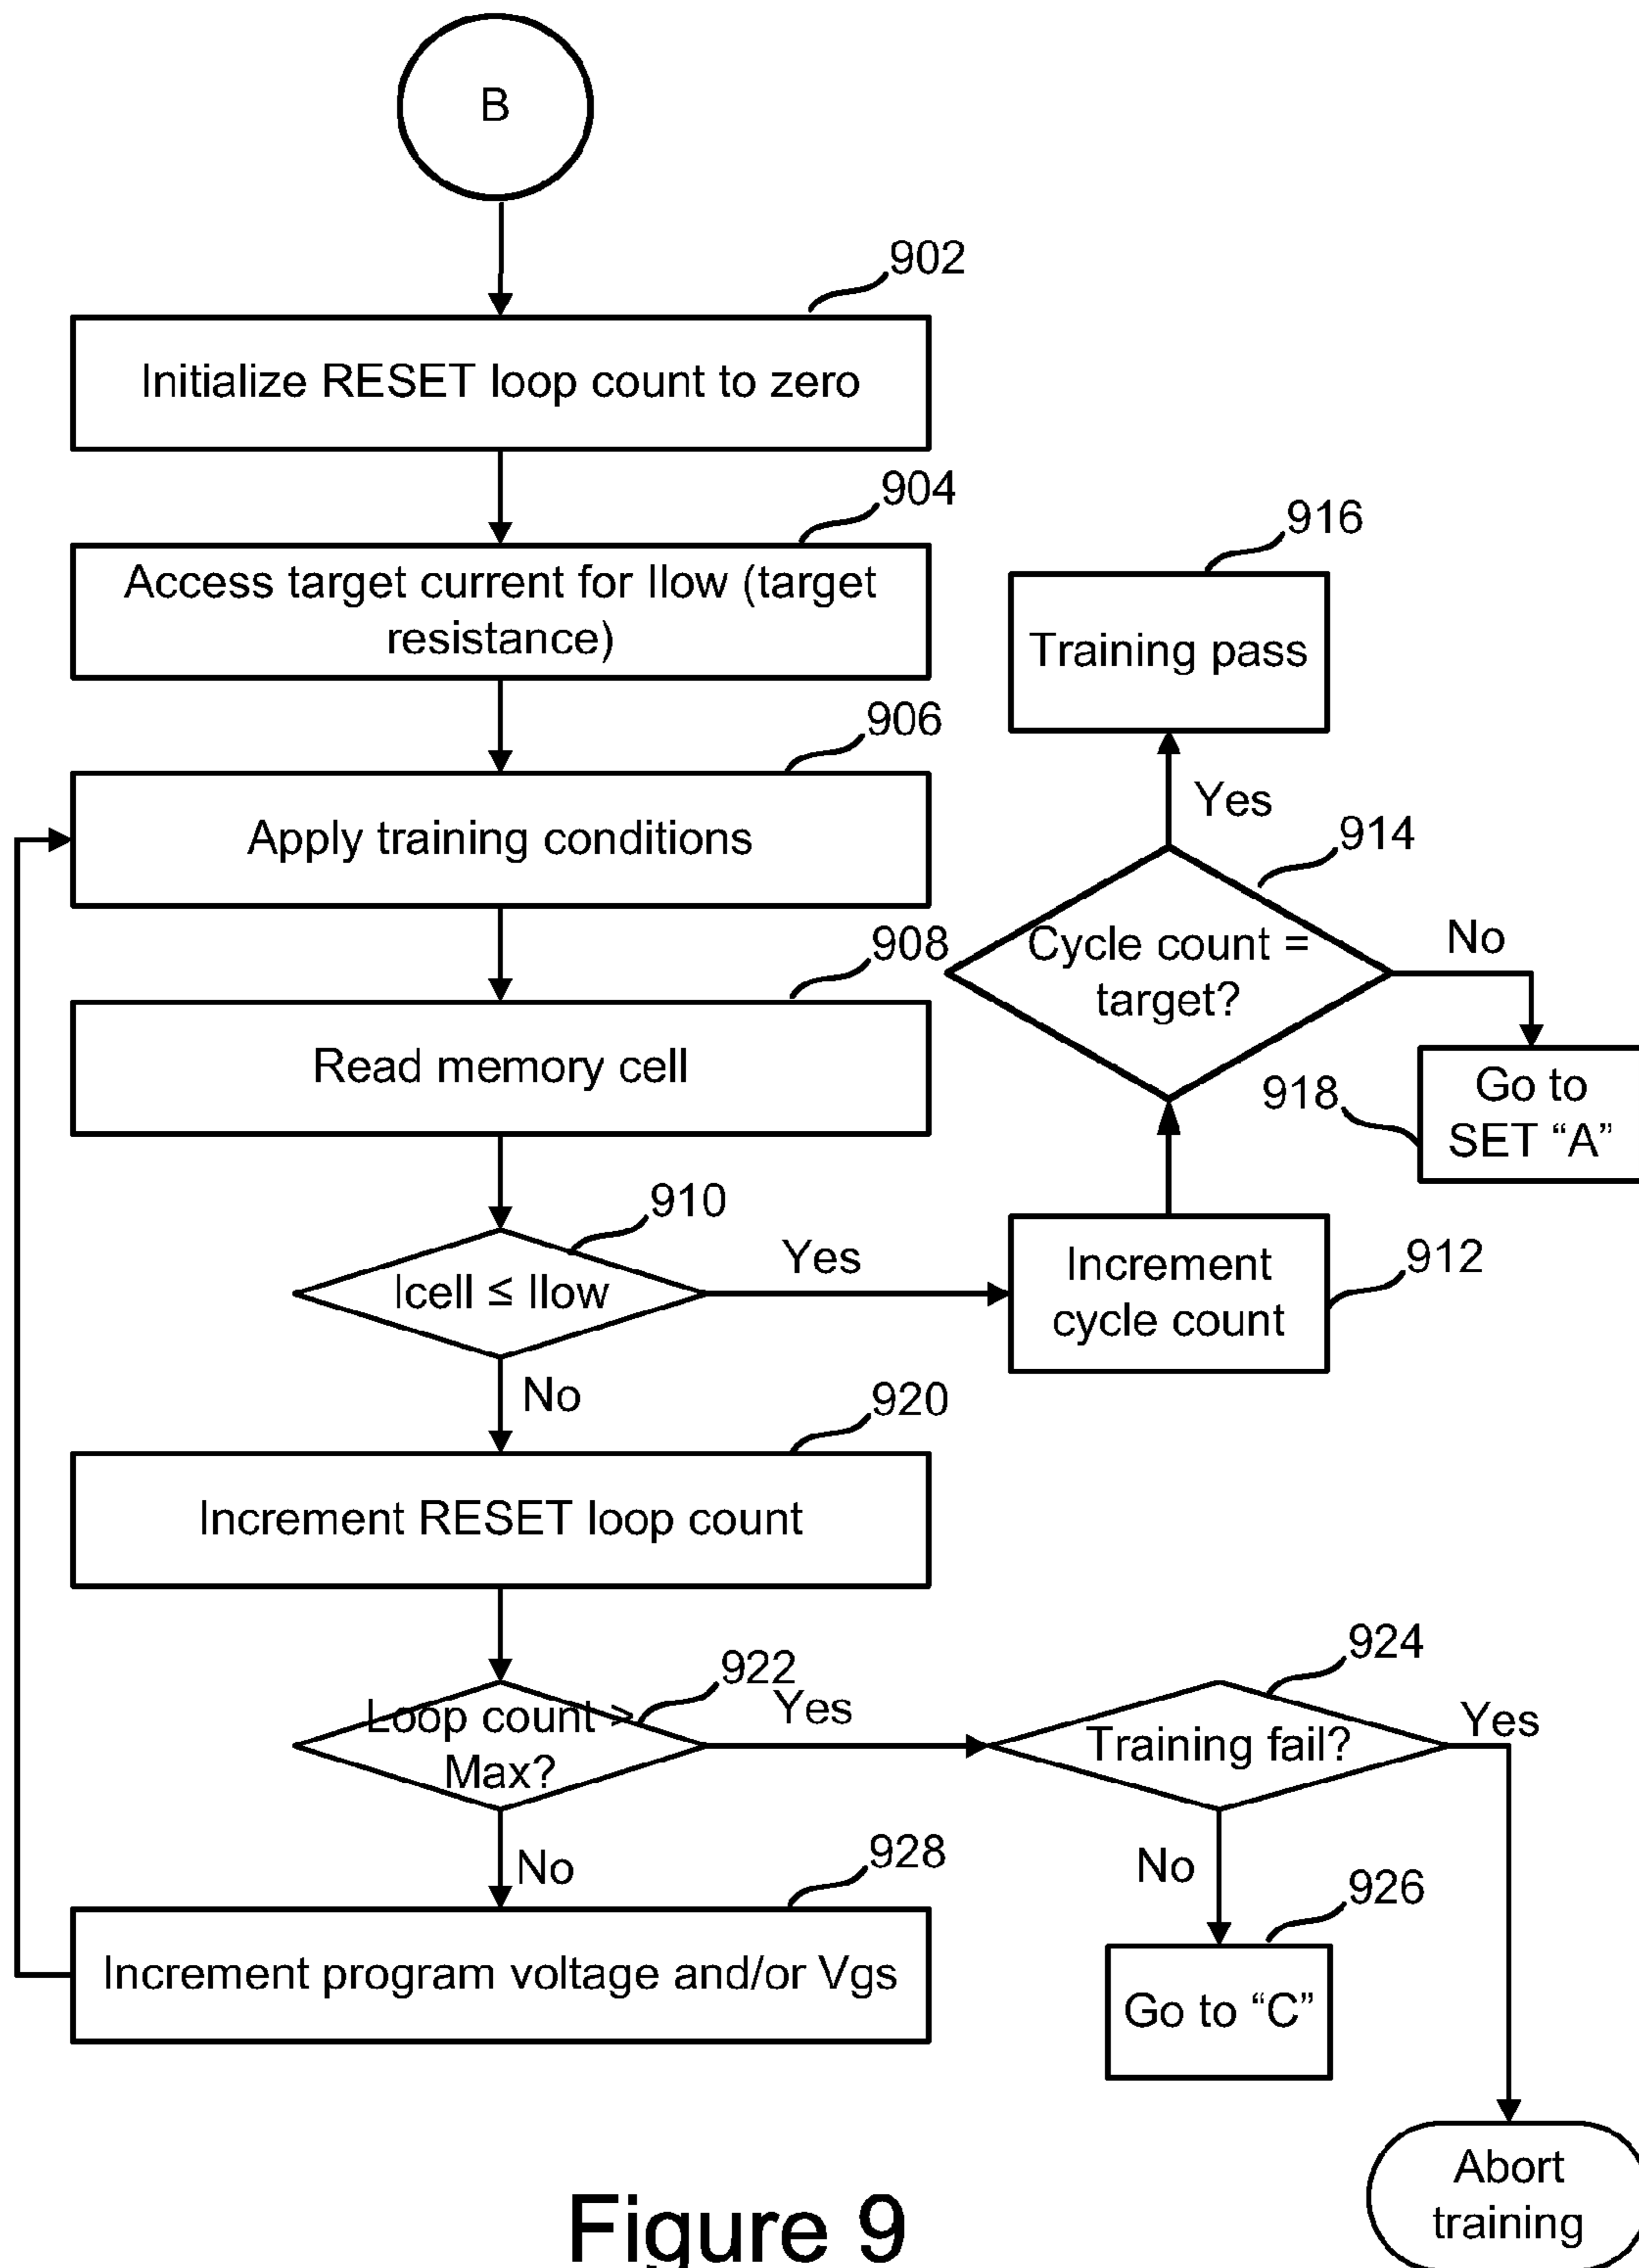 B
902
Initialize RESET loop count to zero
904
Access target current for Ilow (target
resistance)
916
Training pass
906
Apply training conditions
Yes
914
908
Cycle count =
target?
No
Read memory cell
918
Go to
SET “A”
910
Icell ≤ Ilow
Yes
Increment
cycle count
912
No
920
Increment RESET loop count
922
Loop count >
Max?
Yes
924
Training fail?
Yes
No
928
No
926
Increment program voltage and/or Vgs
Go to “C”
Abort
training
Figure 9